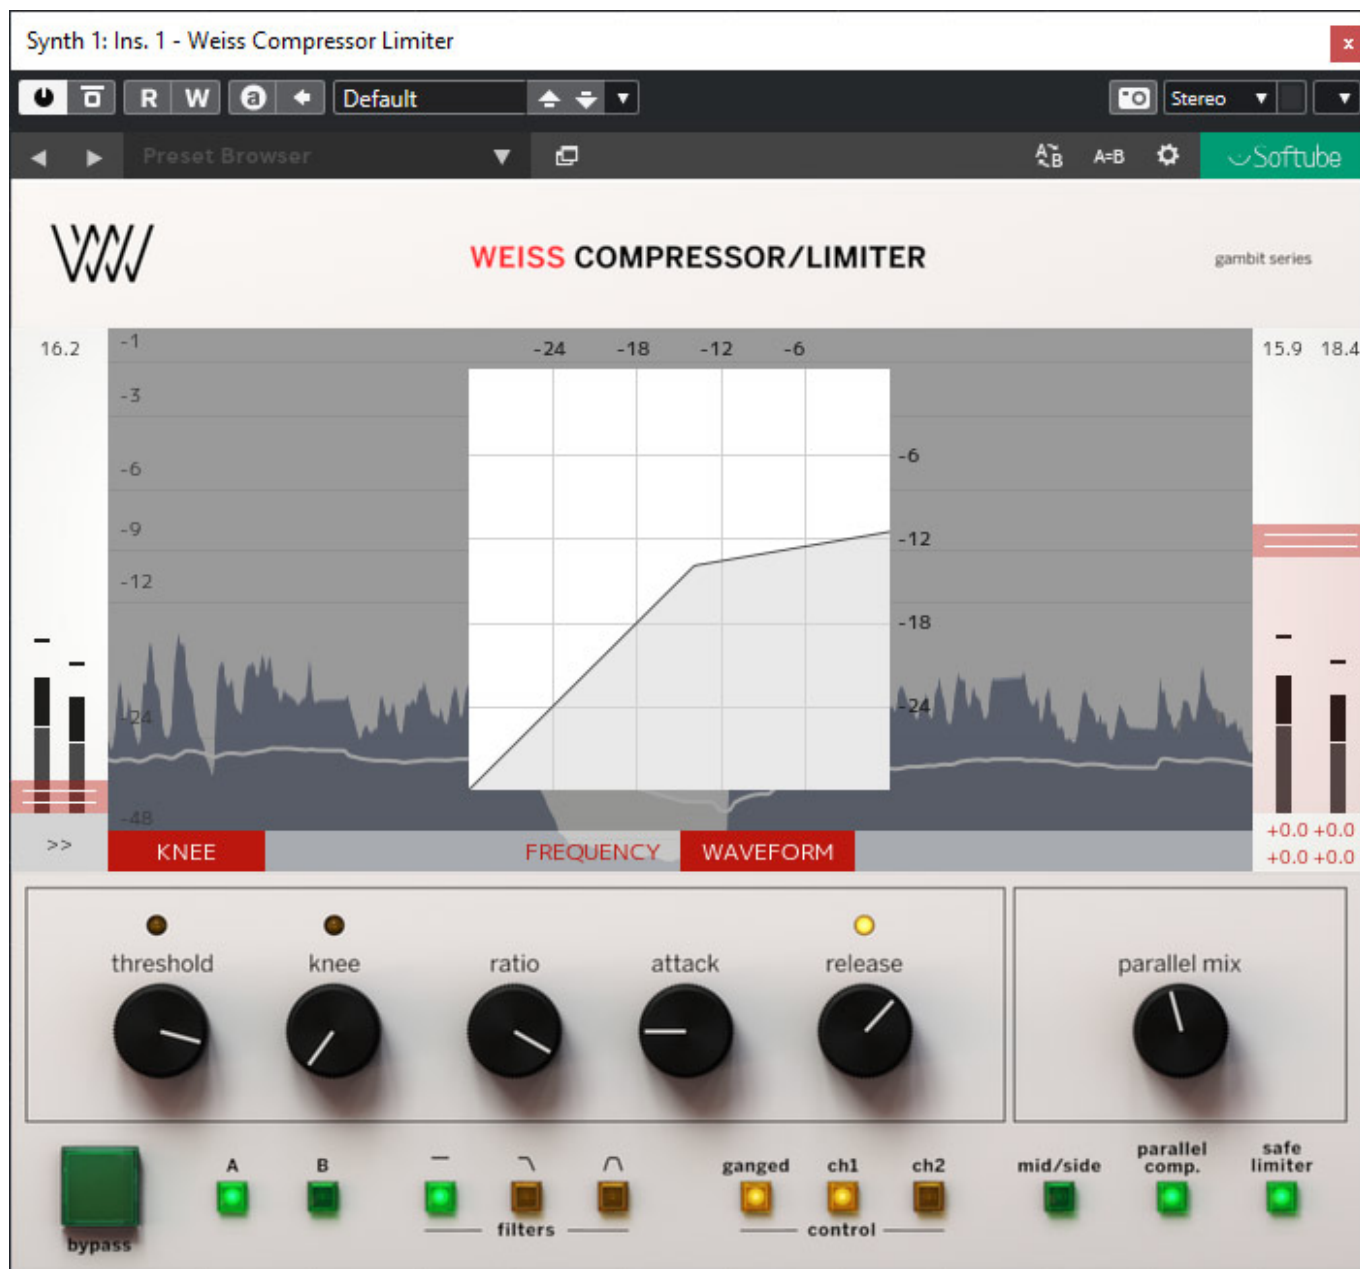 Synth 1: Ins. 1 - Weiss Compressor Limiter
x
R W a Default Stereo
Preset Browser A B A=B Softube
W WEISS COMPRESSOR/LIMITER gambit series
16.2 -1 -24 -18 -12 -6 15.9 18.4
-3
-6 -6
-9 -12
-12
-18
-24 -24
-48 +0.0 +0.0
>> KNEE FREQUENCY WAVEFORM +0.0 +0.0
threshold knee ratio attack release parallel mix
A B ganged ch1 ch2 mid/side parallel comp. safe limiter
filters control
bypass